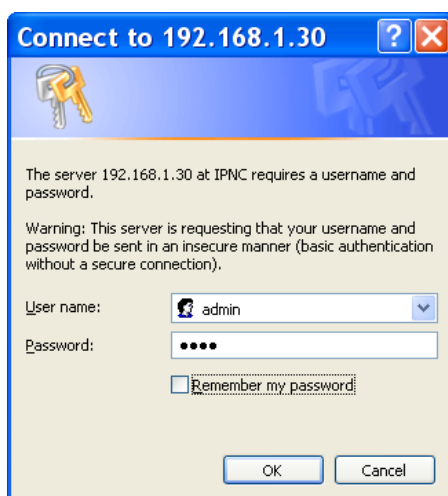 Connect to 192.168.1.30
The server 192.168.1.30 at IPNC requires a username and
password.
Warning: This server is requesting that your username and
password be sent in an insecure manner (basic authentication
without a secure connection).
User name:
admin
Password:
••••
Remember my password
OK
Cancel